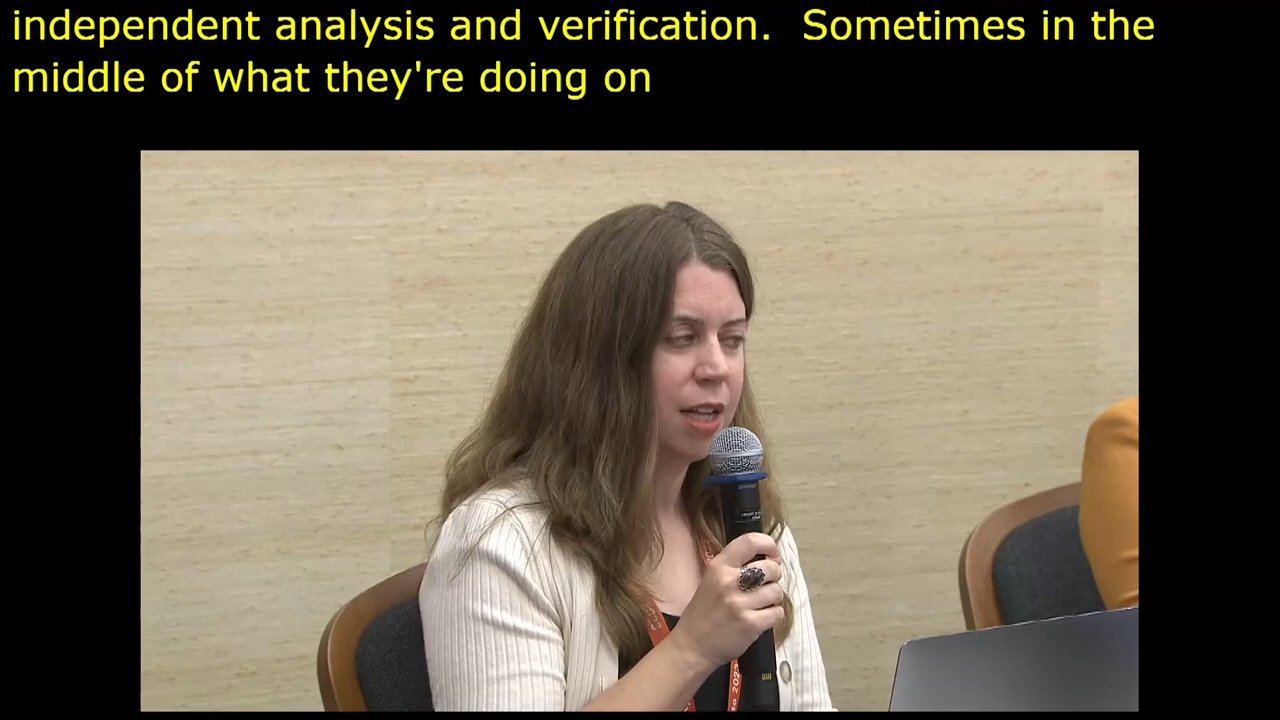 independent analysis and verification.  Sometimes in the
middle of what they're doing on